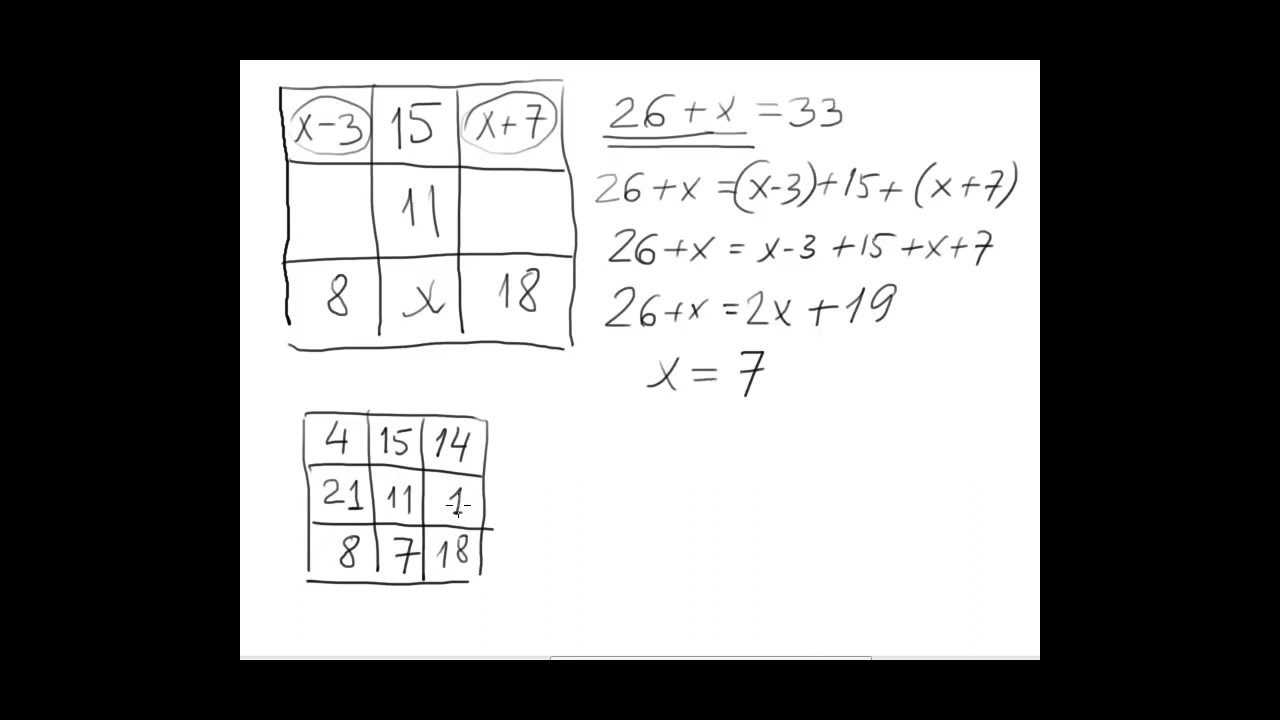 x-3 15 x+7
11
8 x 18
26+x =33
26+x =(x-3)+15+(x+7)
26+x = x-3+15+x+7
26+x =2x+19
x= 7
4 15 14
21 11 1
8 7 18